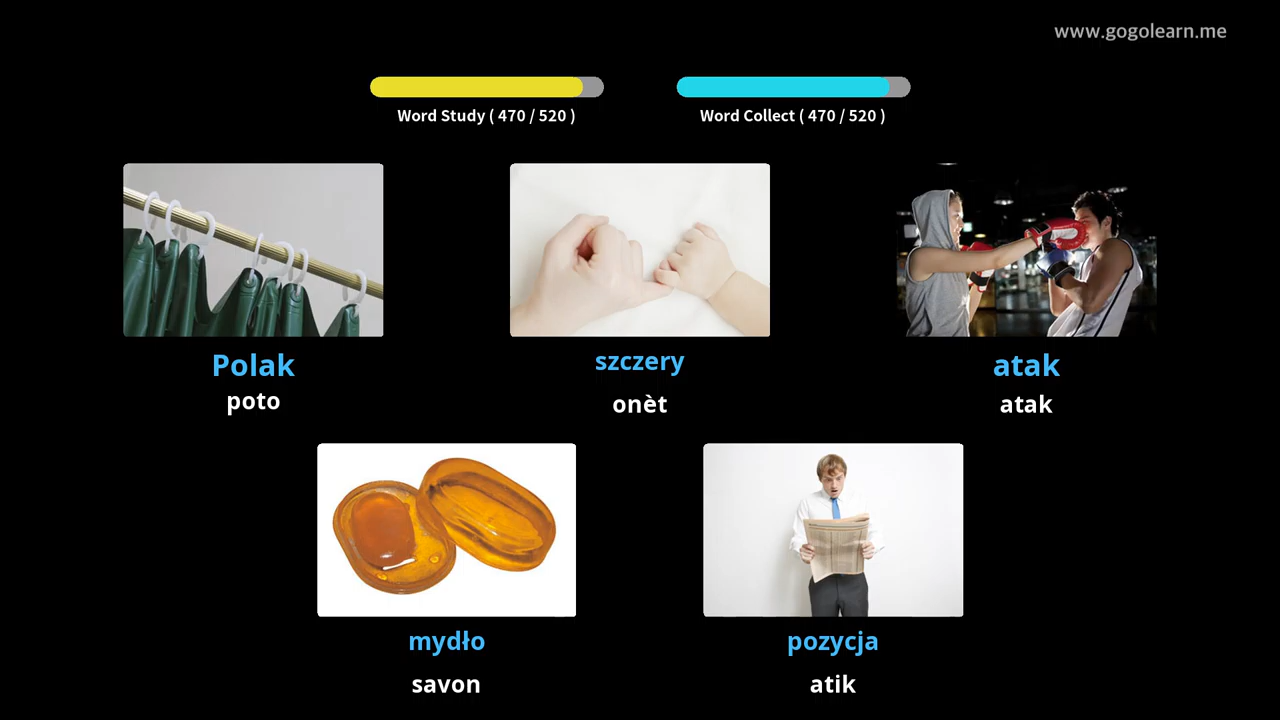 www.gogolearn.me
Word Study ( 470 / 520 )
Word Collect ( 470 / 520 )
Polak
poto
szczery
onèt
atak
atak
mydło
savon
pozycja
atik